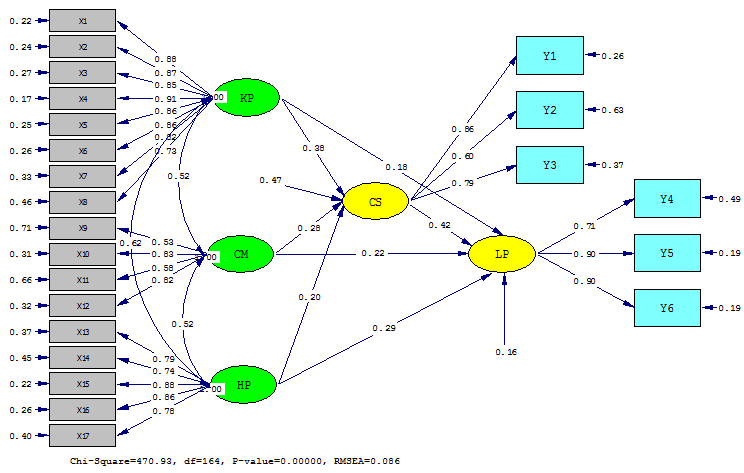 0.22 X1
0.24 X2
0.27 X3
0.17 X4
0.25 X5
0.26 X6
0.33 X7
0.46 X8
0.71 X9
0.31 X10
0.66 X11
0.32 X12
0.37 X13
0.45 X14
0.22 X15
0.26 X16
0.40 X17
0.88
0.87
0.85
0.91
0.86
0.86
0.82
0.73
0.53
0.83
0.58
0.82
0.79
0.74
0.88
0.86
0.78
KP
CM
HP
0.52
0.62
0.52
0.38
0.18
0.47
0.28
0.22
0.20
0.29
CS
0.42
LP
0.16
0.86
0.60
0.79
Y1 0.26
Y2 0.63
Y3 0.37
0.71
0.90
0.90
Y4 0.49
Y5 0.19
Y6 0.19
Chi-Square=470.93, df=164, P-value=0.00000, RMSEA=0.086